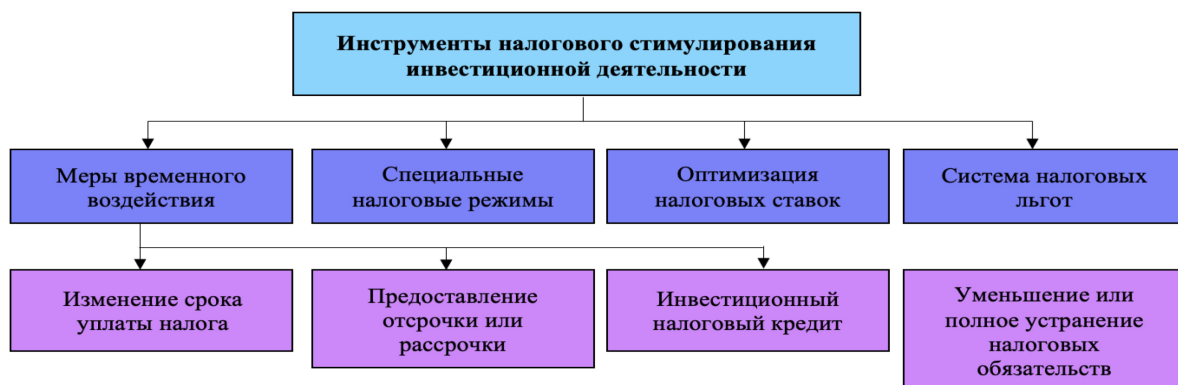 Инструменты налогового стимулирования
инвестиционной деятельности
Меры временного
воздействия
Специальные
налоговые режимы
Оптимизация
налоговых ставок
Система налоговых
льгот
Изменение срока
уплаты налога
Предоставление
отсрочки или
рассрочки
Инвестиционный
налоговый кредит
Уменьшение или
полное устранение
налоговых
обязательств